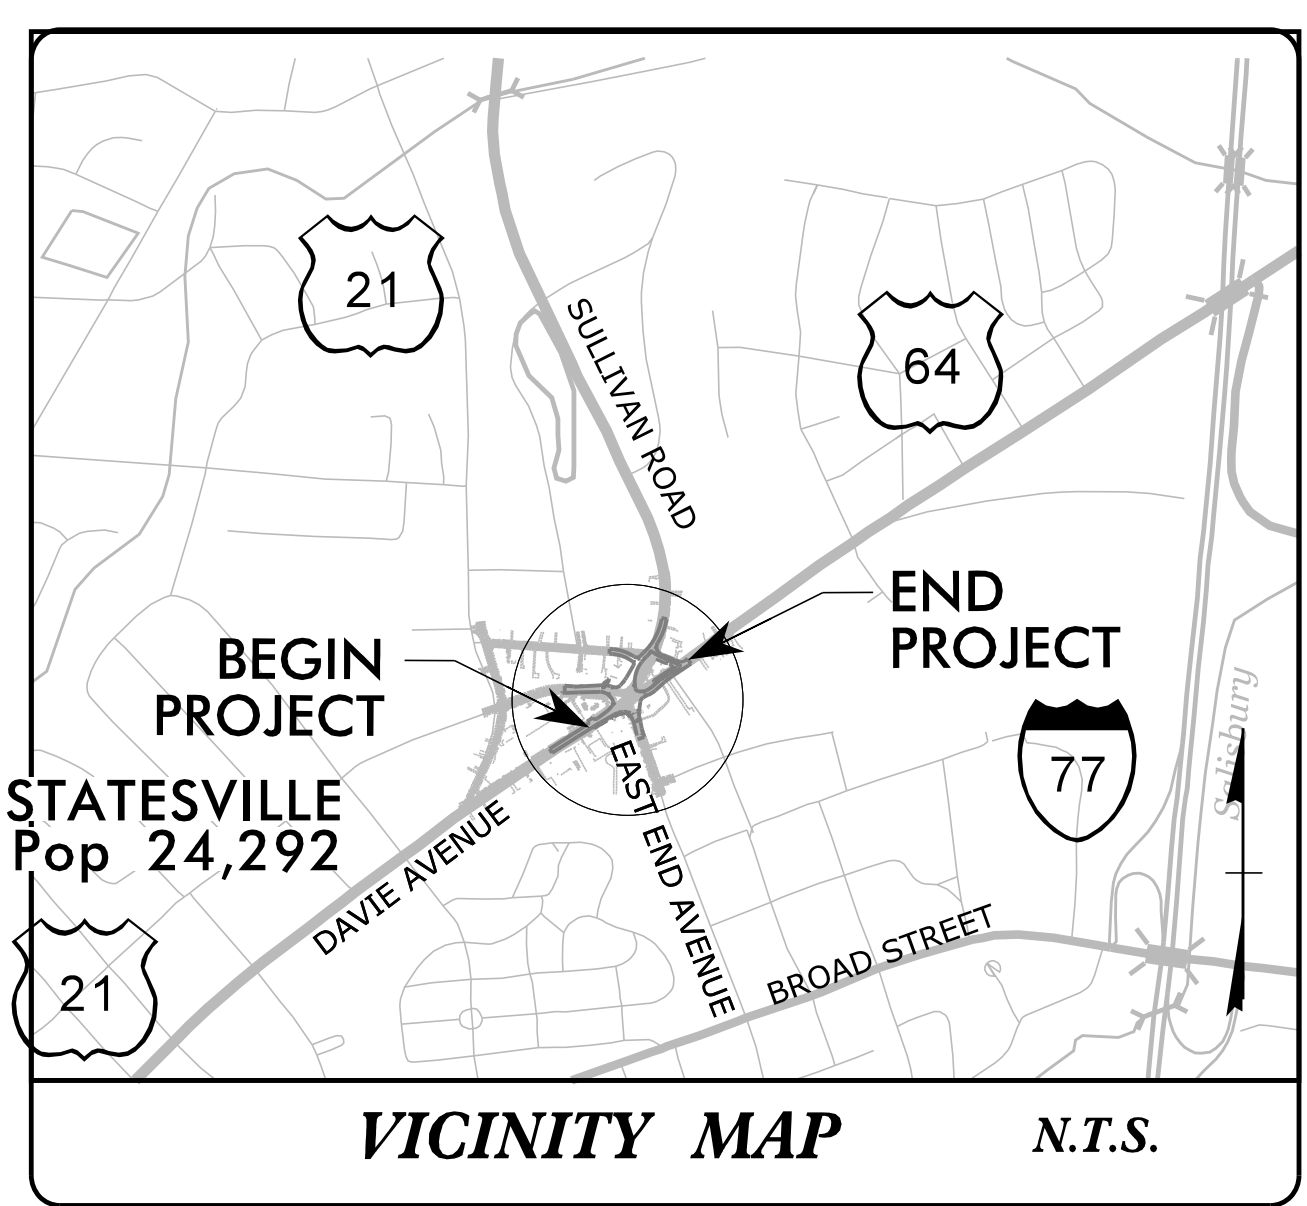 21
64
SULLIVAN ROAD
END
PROJECT
BEGIN
PROJECT
77
Salisbury
STATESVILLE
Pop 24,292
EAST END AVENUE
DAVIE AVENUE
BROAD STREET
21
VICINITY MAP
N.T.S.